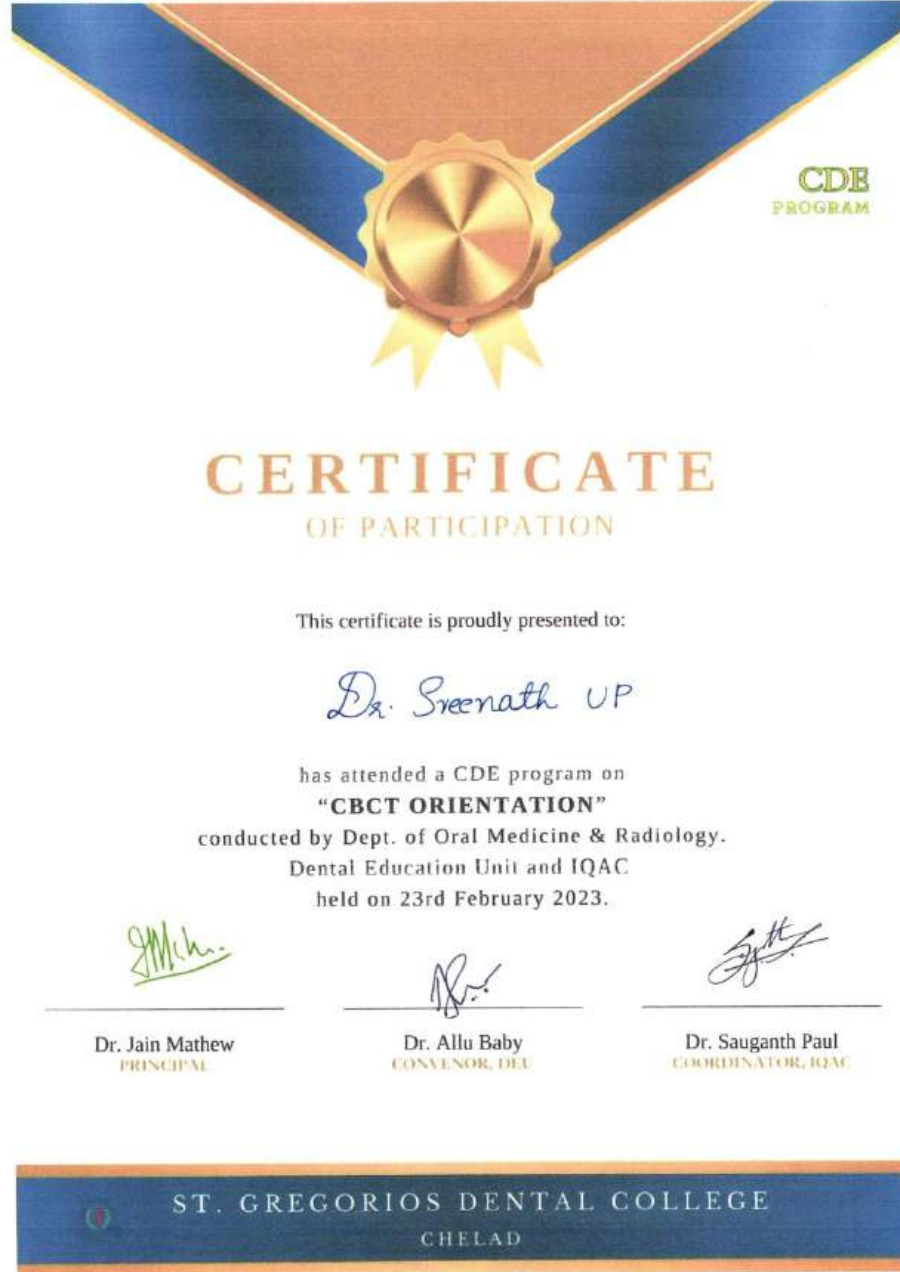 CDE
PROGRAM
CERTIFICATE
OF PARTICIPATION
This certificate is proudly presented to:
Dr. Sreenath UP
has attended a CDE program on
"CBCT ORIENTATION"
conducted by Dept. of Oral Medicine & Radiology.
Dental Education Unit and IQAC
held on 23rd February 2023.
Dr. Jain Mathew
PRINCIPAL
Dr. Allu Baby
CONVENOR, DEU
Dr. Sauganth Paul
COORDINATOR, IQAC
ST. GREGORIOS DENTAL COLLEGE
CHELAD